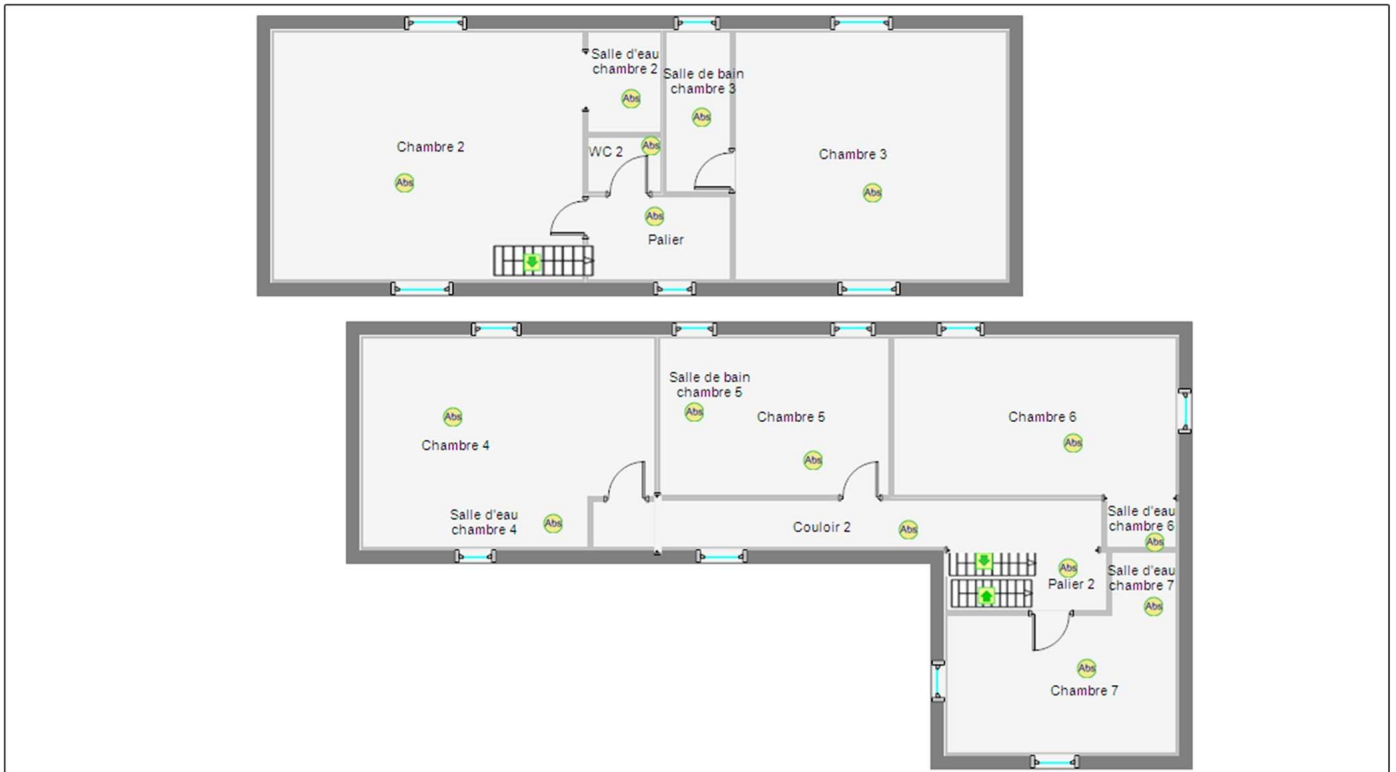 Salle d'eau
chambre 2
Abs
Salle de bain
chambre 3
Abs
Chambre 2
Abs
WC 2
Abs
Chambre 3
Abs
Abs
Palier
Salle de bain
chambre 5
Abs
Abs
Chambre 4
Chambre 5
Abs
Chambre 6
Abs
Salle d'eau
chambre 4
Abs
Couloir 2
Abs
Salle d'eau
chambre 6
Abs
Abs
Palier 2
Salle d'eau
chambre 7
Abs
Abs
Chambre 7